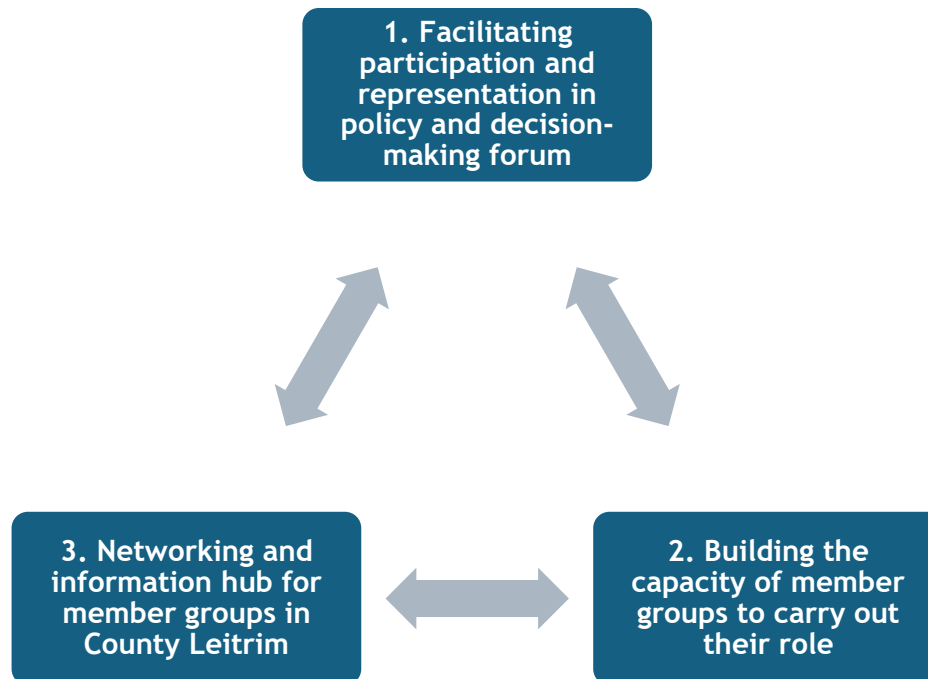 1. Facilitating
participation and
representation in
policy and decision-
making forum
3. Networking and
information hub for
member groups in
County Leitrim
2. Building the
capacity of member
groups to carry out
their role